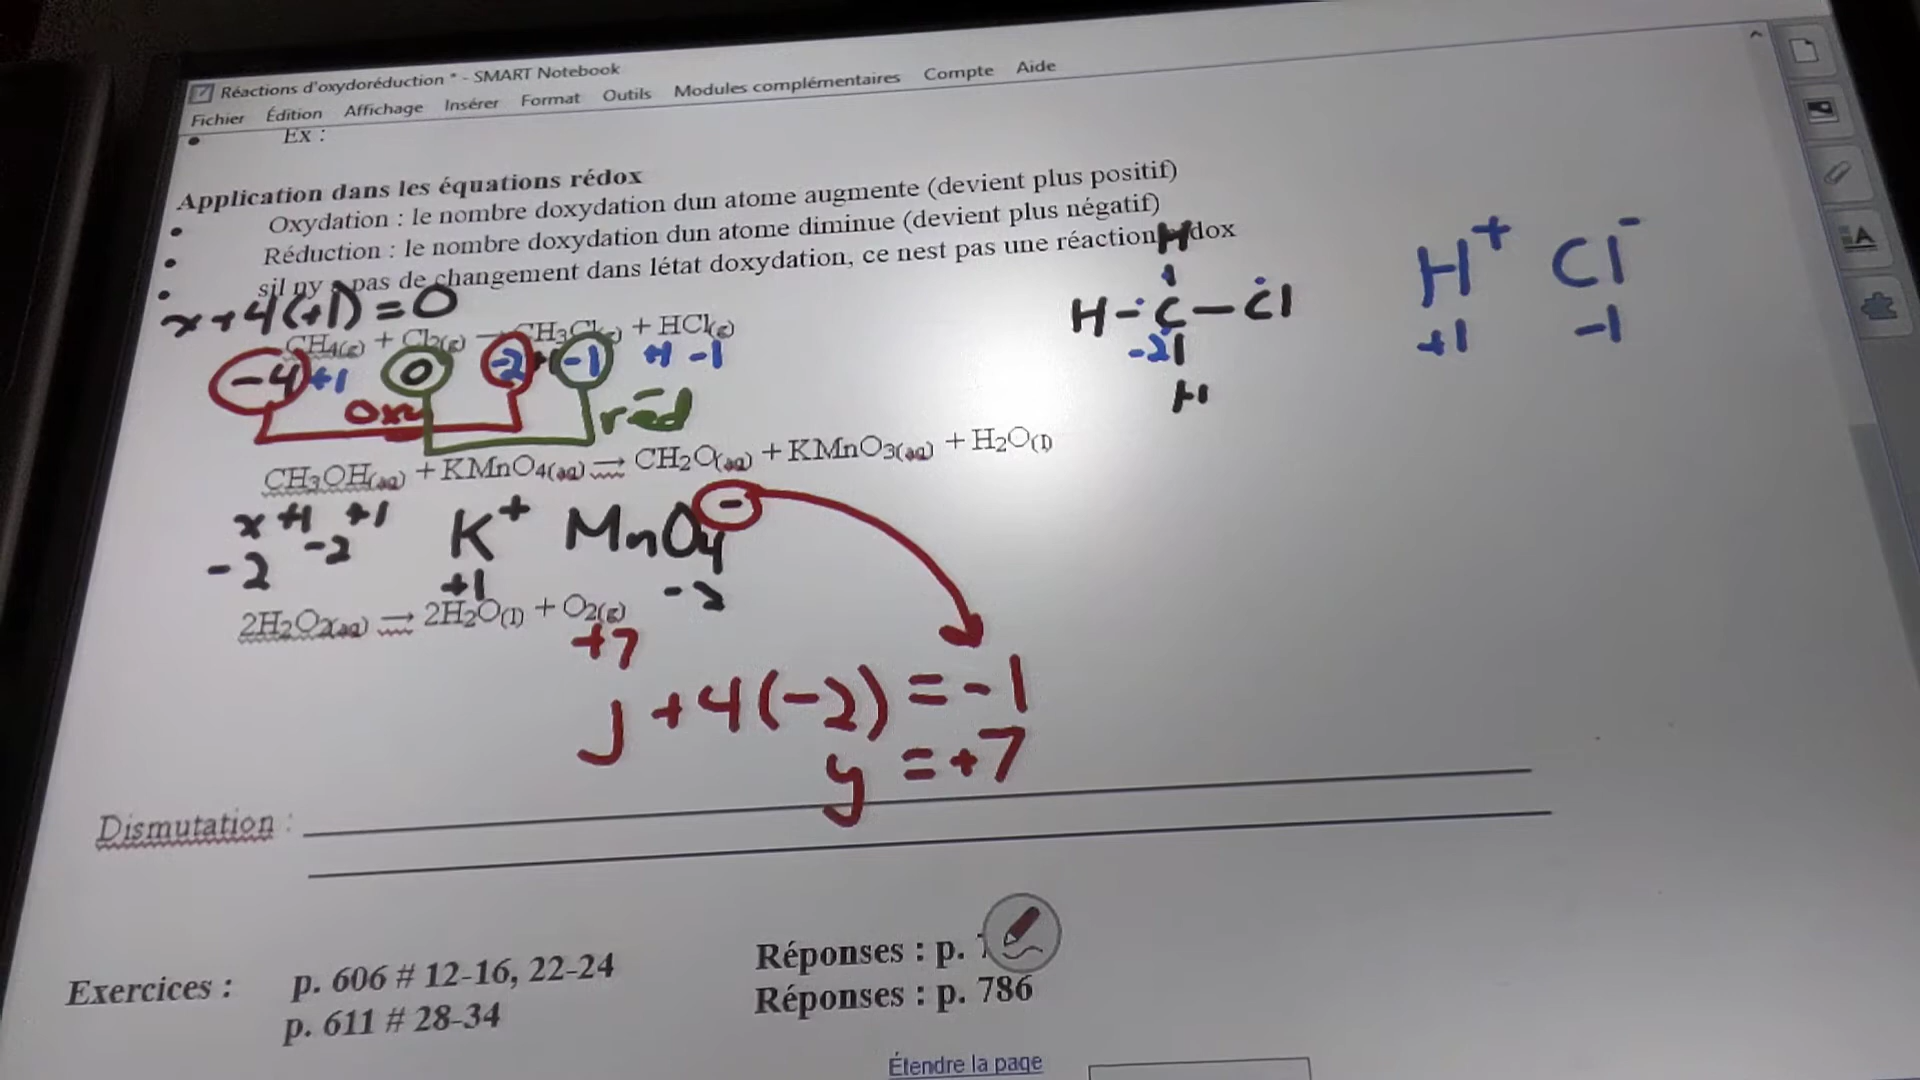 Réactions d'oxydoréduction * - SMART Notebook
Fichier Édition Affichage Insérer Format Outils Modules complémentaires Compte Aide
• Ex :
Application dans les équations rédox
• Oxydation : le nombre doxydation dun atome augmente (devient plus positif)
• Réduction : le nombre doxydation dun atome diminue (devient plus négatif)
• sil ny a pas de changement dans létat doxydation, ce nest pas une réaction rédox
x+4(+1)=0
CH4(g) + Cl2(g) → CH3Cl(g) + HCl(g)
-4 +1 0 -2 +1 -1 +1 -1
oxy
réd
H
H - C - Cl
-2
H
H+ Cl-
+1 -1
CH3OH(aq) + KMnO4(aq) → CH2O(aq) + KMnO3(aq) + H2O(l)
x +1 -2 +1
-2
K+ MnO4-
+1 -2
2H2O2(aq) → 2H2O(l) + O2(g)
+7
y +4(-2) = -1
y = +7
Dismutation :
Exercices : p. 606 # 12-16, 22-24 Réponses : p.
p. 611 # 28-34 Réponses : p. 786
Étendre la page